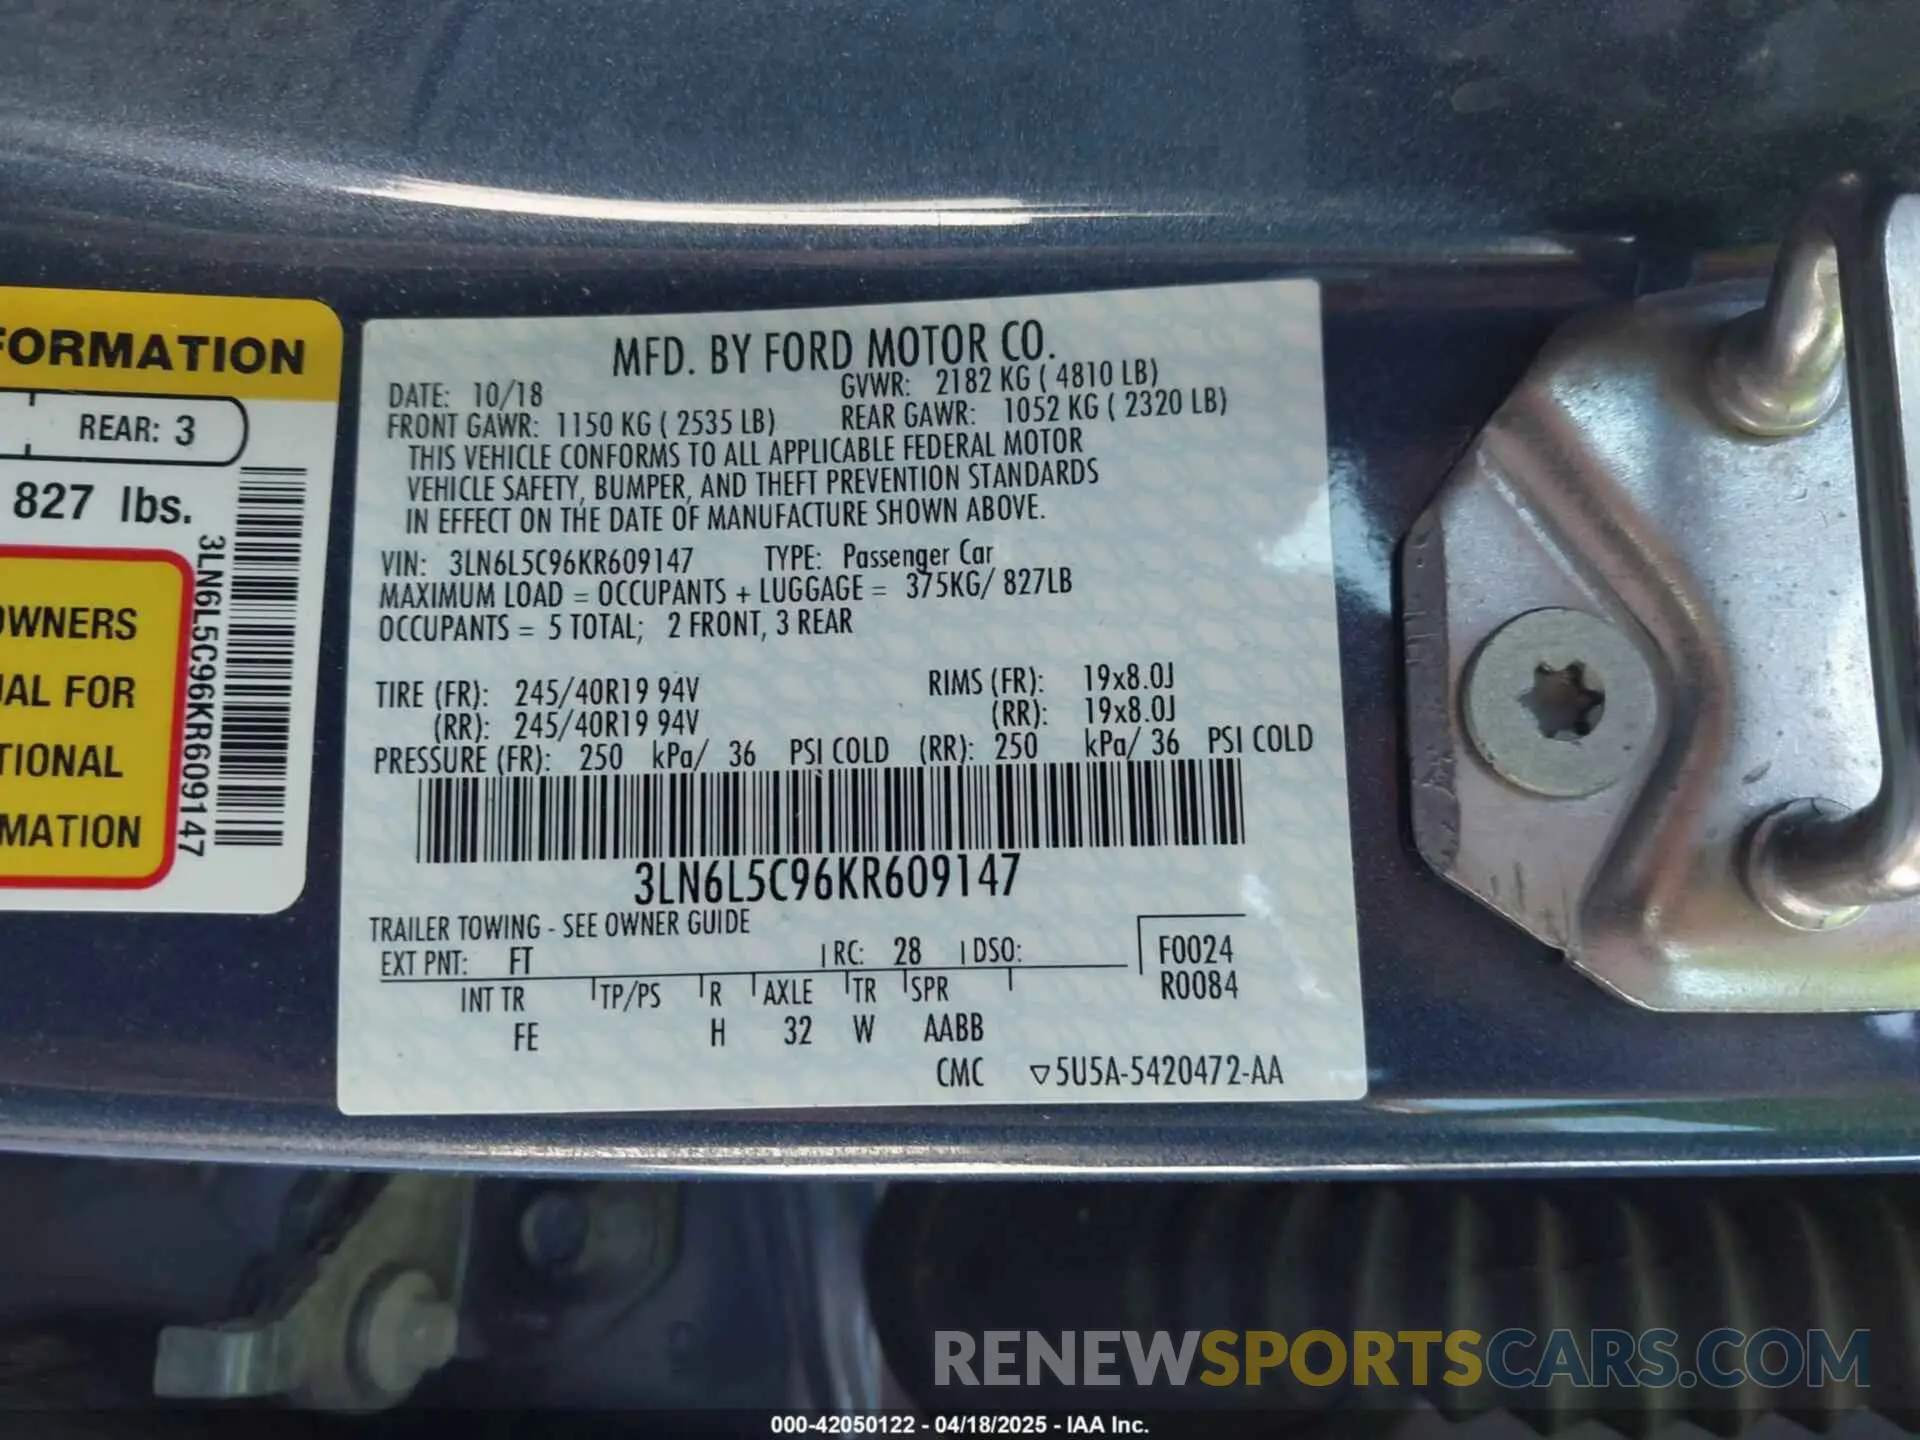 FORMATION
REAR: 3
827 lbs.
3LN6L5C96KR609147
OWNERS
FOR
TIONAL
MATION
MFD. BY FORD MOTOR CO.
DATE: 10/18 GVWR: 2182 KG ( 4810 LB)
FRONT GAWR: 1150 KG ( 2535 LB) REAR GAWR: 1052 KG ( 2320 LB)
THIS VEHICLE CONFORMS TO ALL APPLICABLE FEDERAL MOTOR
VEHICLE SAFETY, BUMPER, AND THEFT PREVENTION STANDARDS
IN EFFECT ON THE DATE OF MANUFACTURE SHOWN ABOVE.
VIN: 3LN6L5C96KR609147 TYPE: Passenger Car
MAXIMUM LOAD = OCCUPANTS + LUGGAGE = 375KG/ 827LB
OCCUPANTS = 5 TOTAL; 2 FRONT, 3 REAR
TIRE (FR): 245/40R19 94V RIMS (FR): 19x8.0J
(RR): 245/40R19 94V (RR): 19x8.0J
PRESSURE (FR): 250 kPa/ 36 PSI COLD (RR): 250 kPa/ 36 PSI COLD
3LN6L5C96KR609147
TRAILER TOWING - SEE OWNER GUIDE
EXT PNT: FT RC: 28 DSO: F0024
INT TR TP/PS R AXLE TR SPR R0084
FE H 32 W AABB
CMC ▽5U5A-5420472-AA
RENEWSPORTSCARS.COM
000-42050122 - 04/18/2025 - IAA Inc.